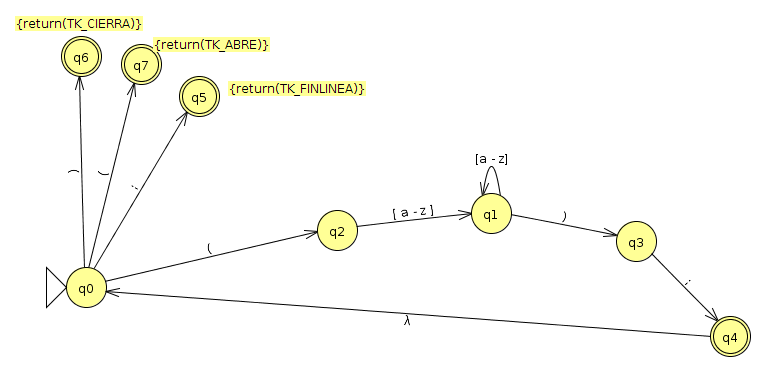 {return(TK_CIERRA)}
{return(TK_ABRE)}
q6
q7
{return(TK_FINLINEA)}
q5
[a - z]
)
(
;
[ a - z ]
q1
)
q2
(
q3
;
q0
λ
q4